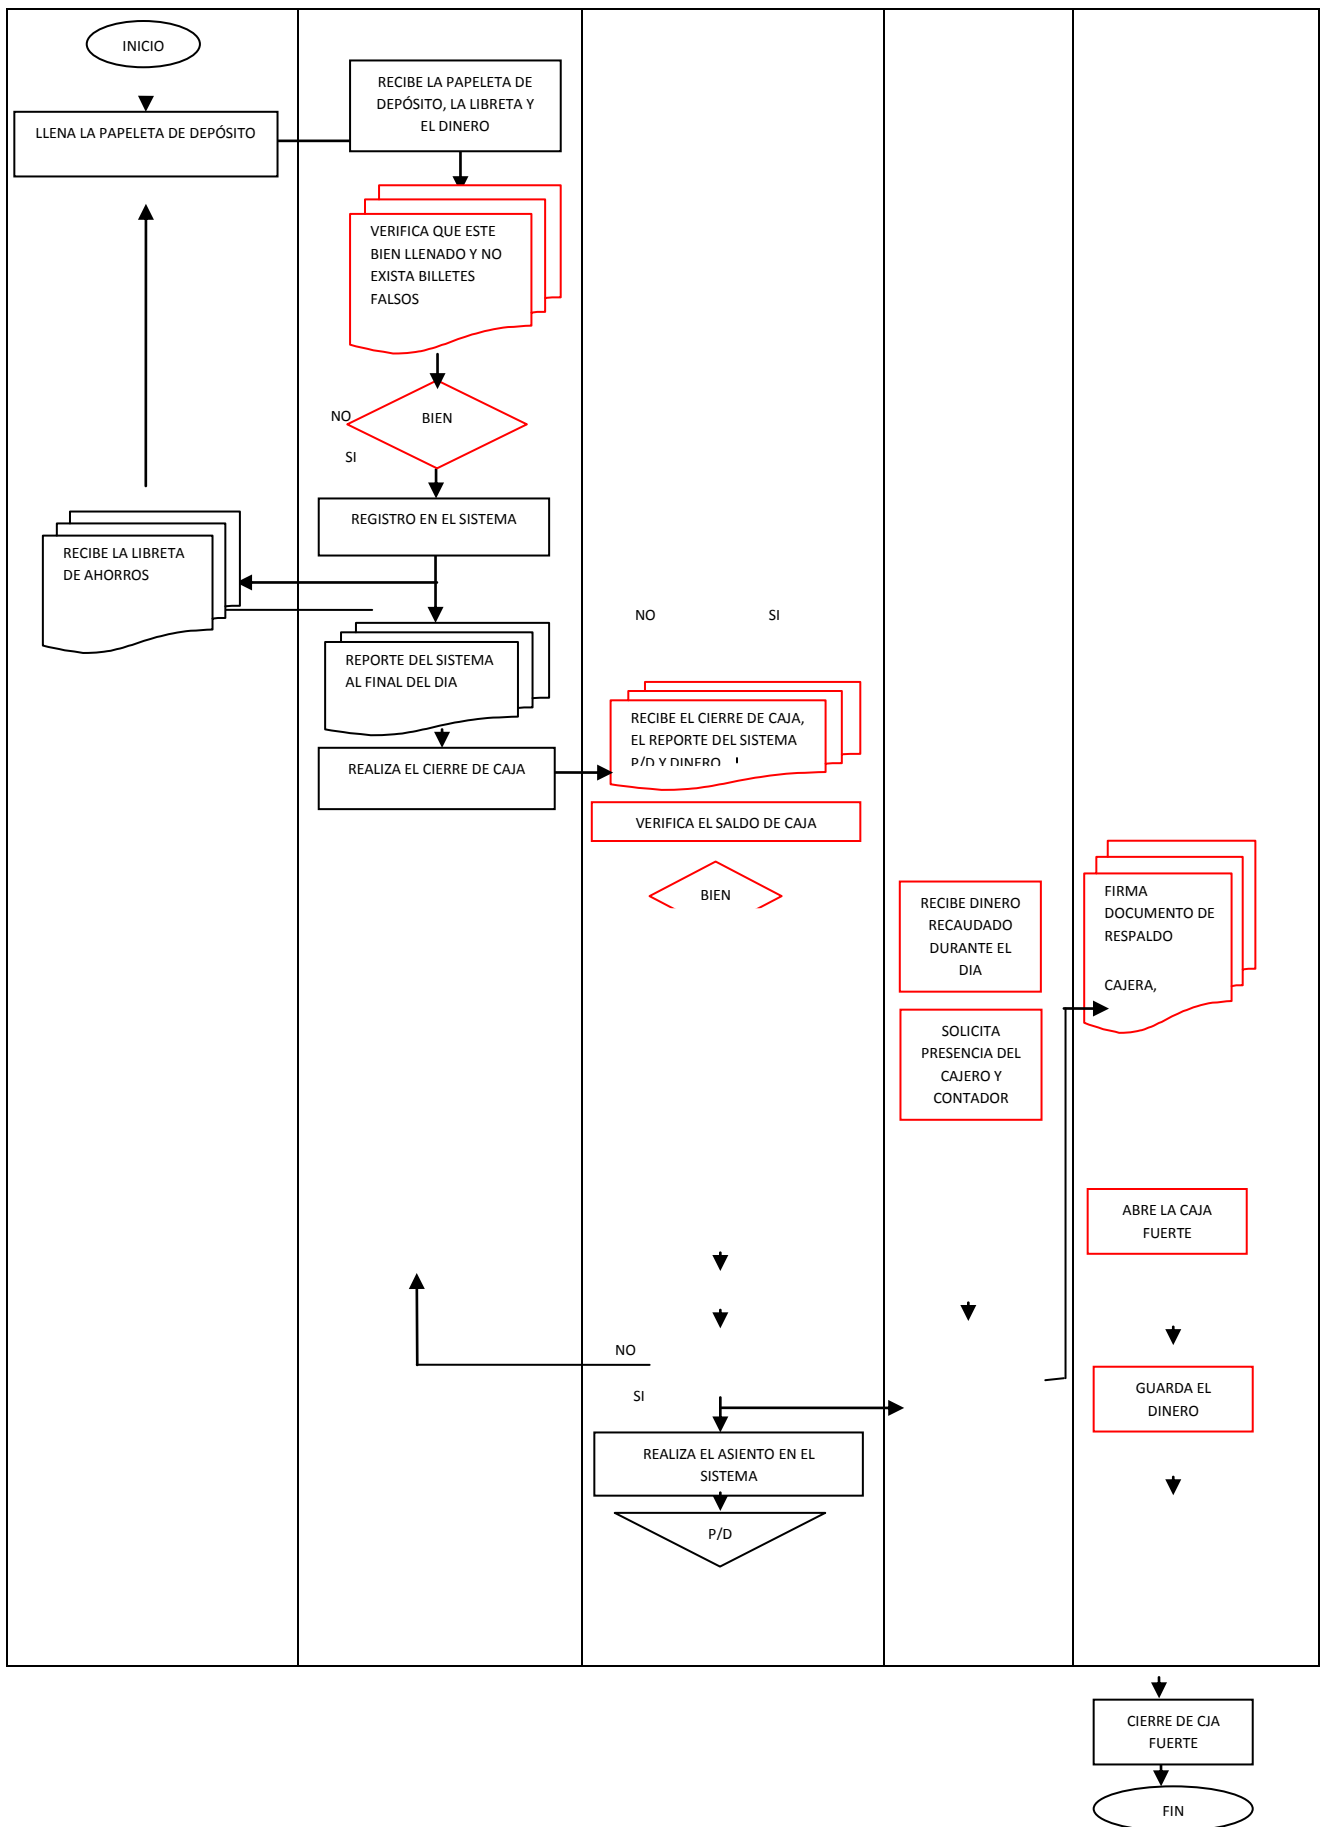 INICIO
LLENA LA PAPELETA DE DEPÓSITO
RECIBE LA LIBRETA
DE AHORROS
RECIBE LA PAPELETA DE
DEPÓSITO, LA LIBRETA Y
EL DINERO
VERIFICA QUE ESTE
BIEN LLENADO Y NO
EXISTA BILLETES
FALSOS
NO
BIEN
SI
REGISTRO EN EL SISTEMA
REPORTE DEL SISTEMA
AL FINAL DEL DIA
REALIZA EL CIERRE DE CAJA
NO
SI
RECIBE EL CIERRE DE CAJA,
EL REPORTE DEL SISTEMA
P/D Y DINERO
VERIFICA EL SALDO DE CAJA
BIEN
NO
SI
REALIZA EL ASIENTO EN EL
SISTEMA
P/D
RECIBE DINERO
RECAUDADO
DURANTE EL
DIA
SOLICITA
PRESENCIA DEL
CAJERO Y
CONTADOR
FIRMA
DOCUMENTO DE
RESPALDO
CAJERA,
ABRE LA CAJA
FUERTE
GUARDA EL
DINERO
CIERRE DE CJA
FUERTE
FIN